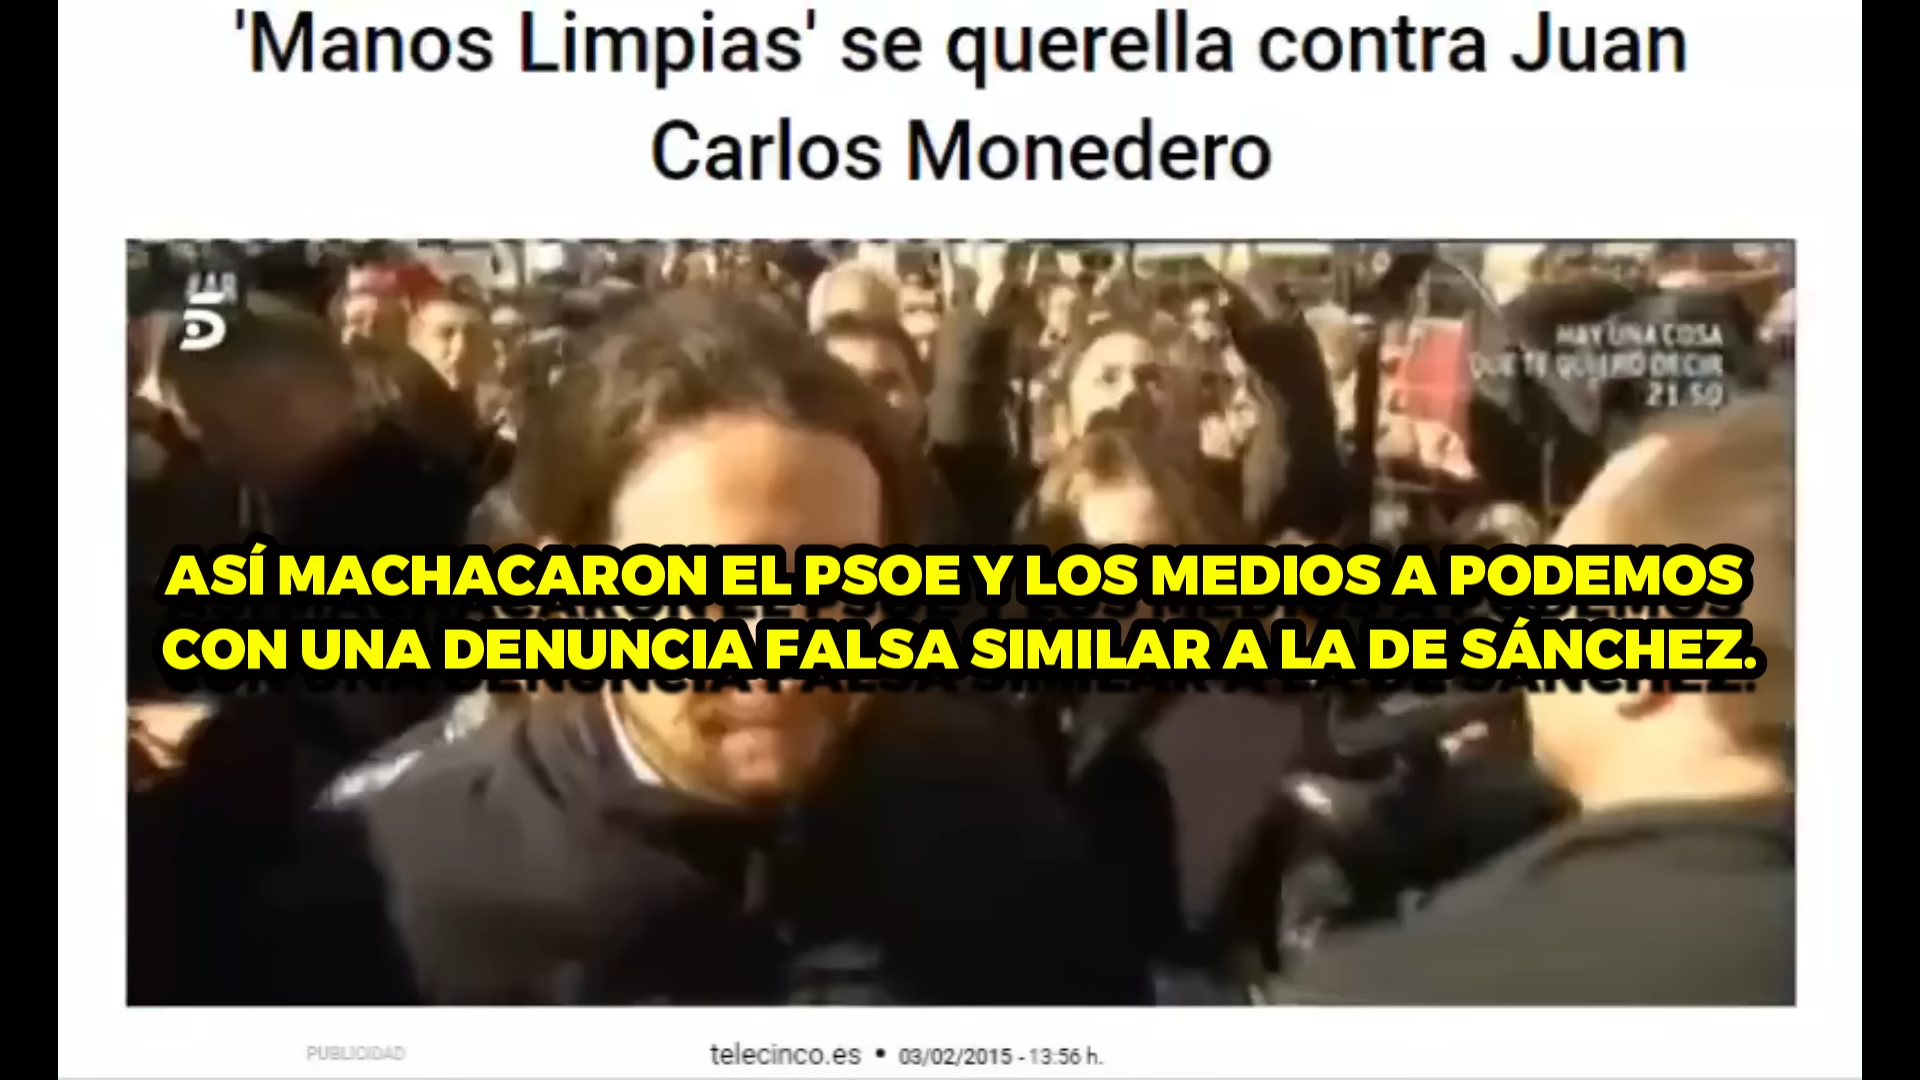 'Manos Limpias' se querella contra Juan
Carlos Monedero
AR
5
HAY UNA COSA
QUE TE QUIERO DECIR
21:50
ASÍ MACHACARON EL PSOE Y LOS MEDIOS A PODEMOS
CON UNA DENUNCIA FALSA SIMILAR A LA DE SÁNCHEZ.
PUBLICIDAD
telecinco.es • 03/02/2015 - 13:56 h.